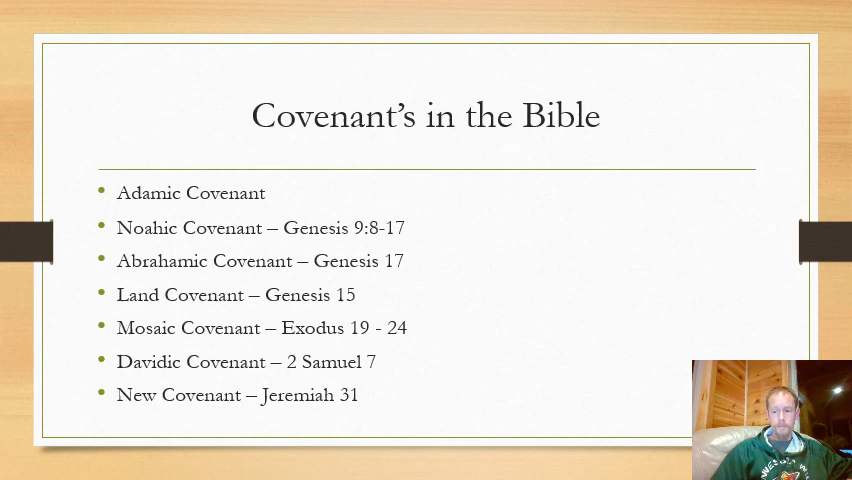 Covenant’s in the Bible
• Adamic Covenant
• Noahic Covenant – Genesis 9:8-17
• Abrahamic Covenant – Genesis 17
• Land Covenant – Genesis 15
• Mosaic Covenant – Exodus 19 - 24
• Davidic Covenant – 2 Samuel 7
• New Covenant – Jeremiah 31